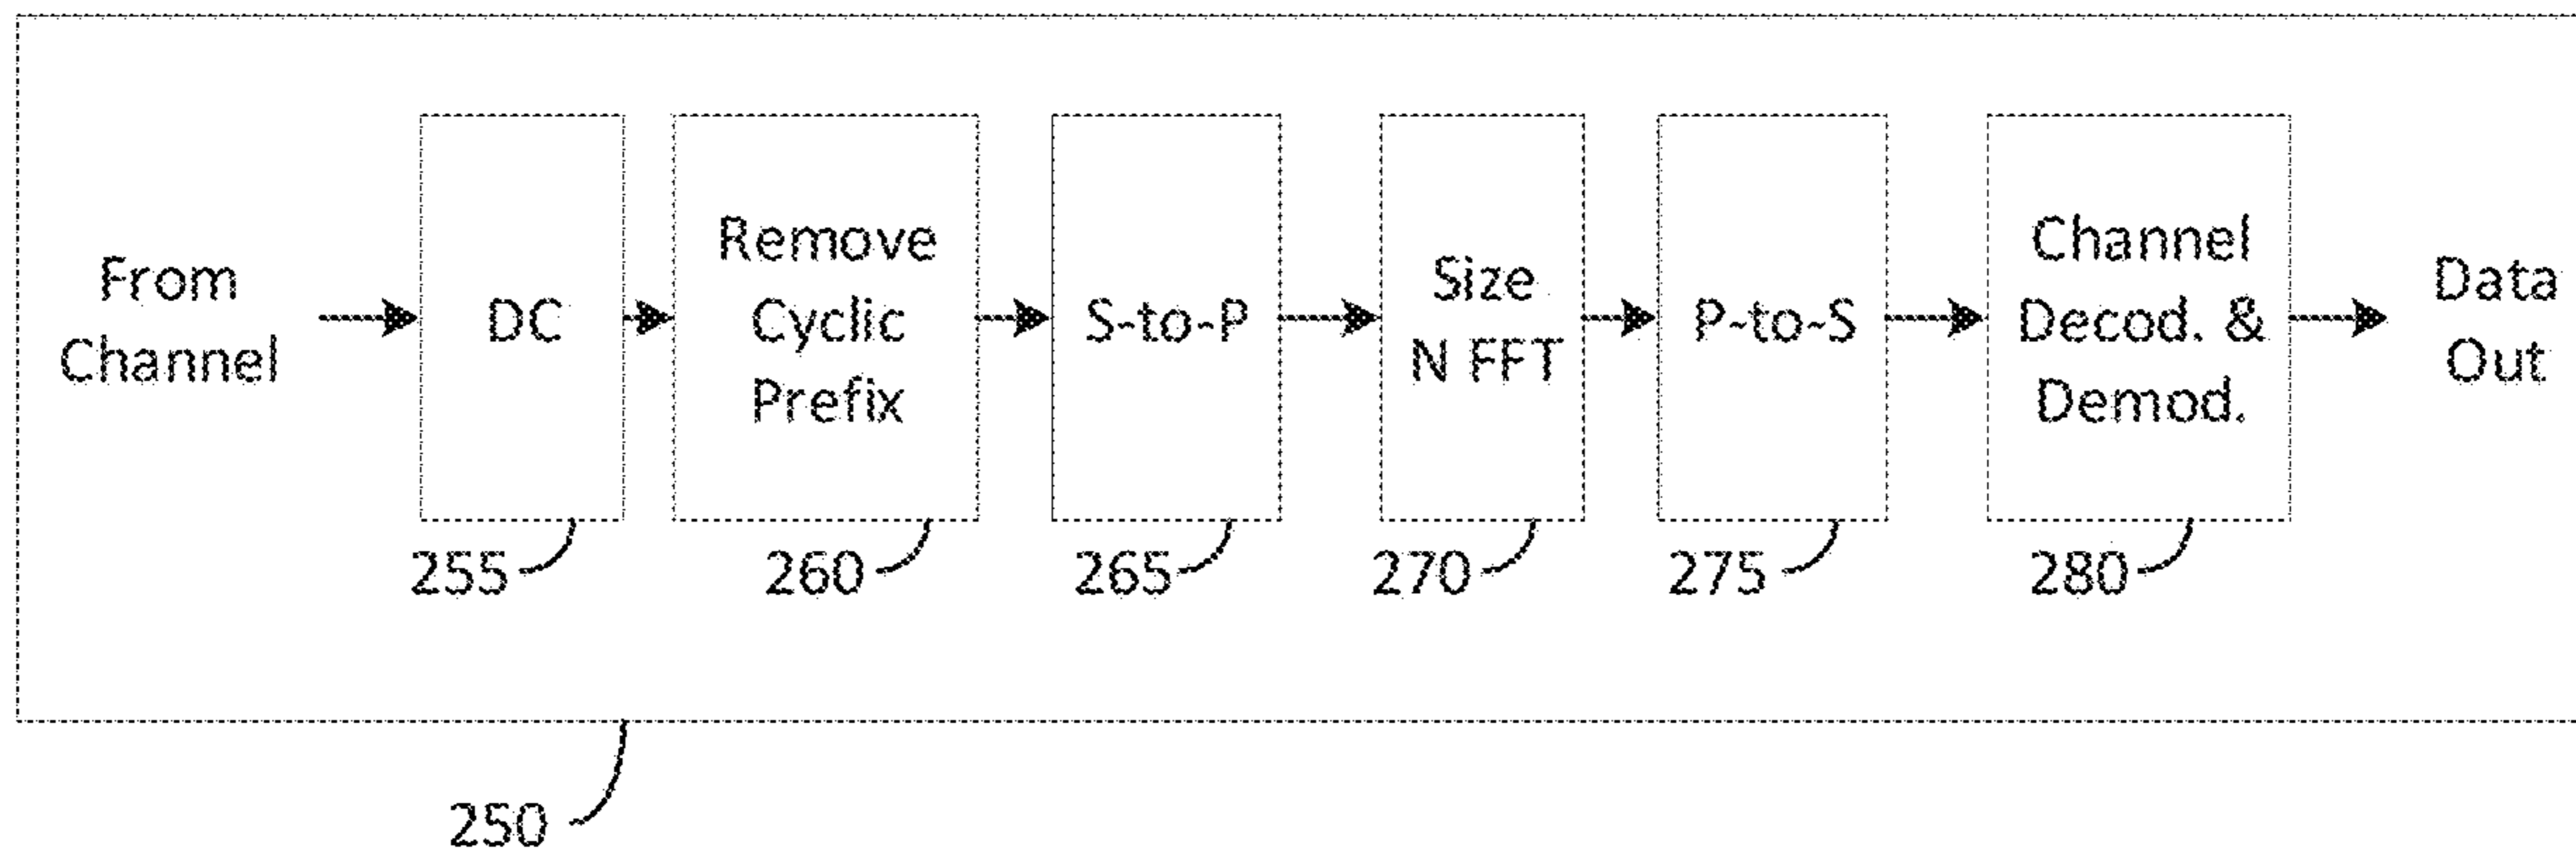 From
Channel
DC
Remove
Cyclic
Prefix
S-to-P
Size
N FFT
P-to-S
Channel
Decod. &
Demod.
Data
Out
255
260
265
270
275
280
250